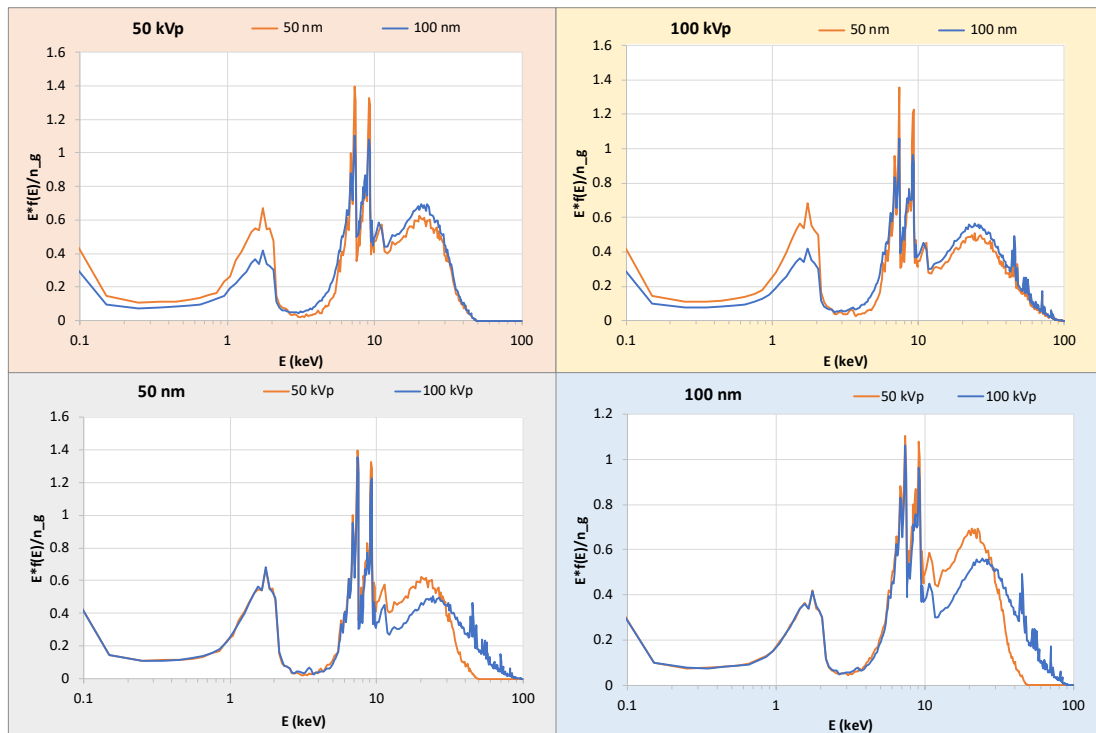 50 kVp 50 nm 100 nm
1.6
1.4
1.2
1
0.8
0.6
0.4
0.2
0
E*f(E)/n_g
0.1 1 10 100
E (keV)
100 kVp 50 nm 100 nm
1.6
1.4
1.2
1
0.8
0.6
0.4
0.2
0
E*f(E)/n_g
0.1 1 10 100
E (keV)
50 nm 50 kVp 100 kVp
1.6
1.4
1.2
1
0.8
0.6
0.4
0.2
0
E*f(E)/n_g
0.1 1 10 100
E (keV)
100 nm 50 kVp 100 kVp
1.2
1
0.8
0.6
0.4
0.2
0
E*f(E)/n_g
0.1 1 10 100
E (keV)